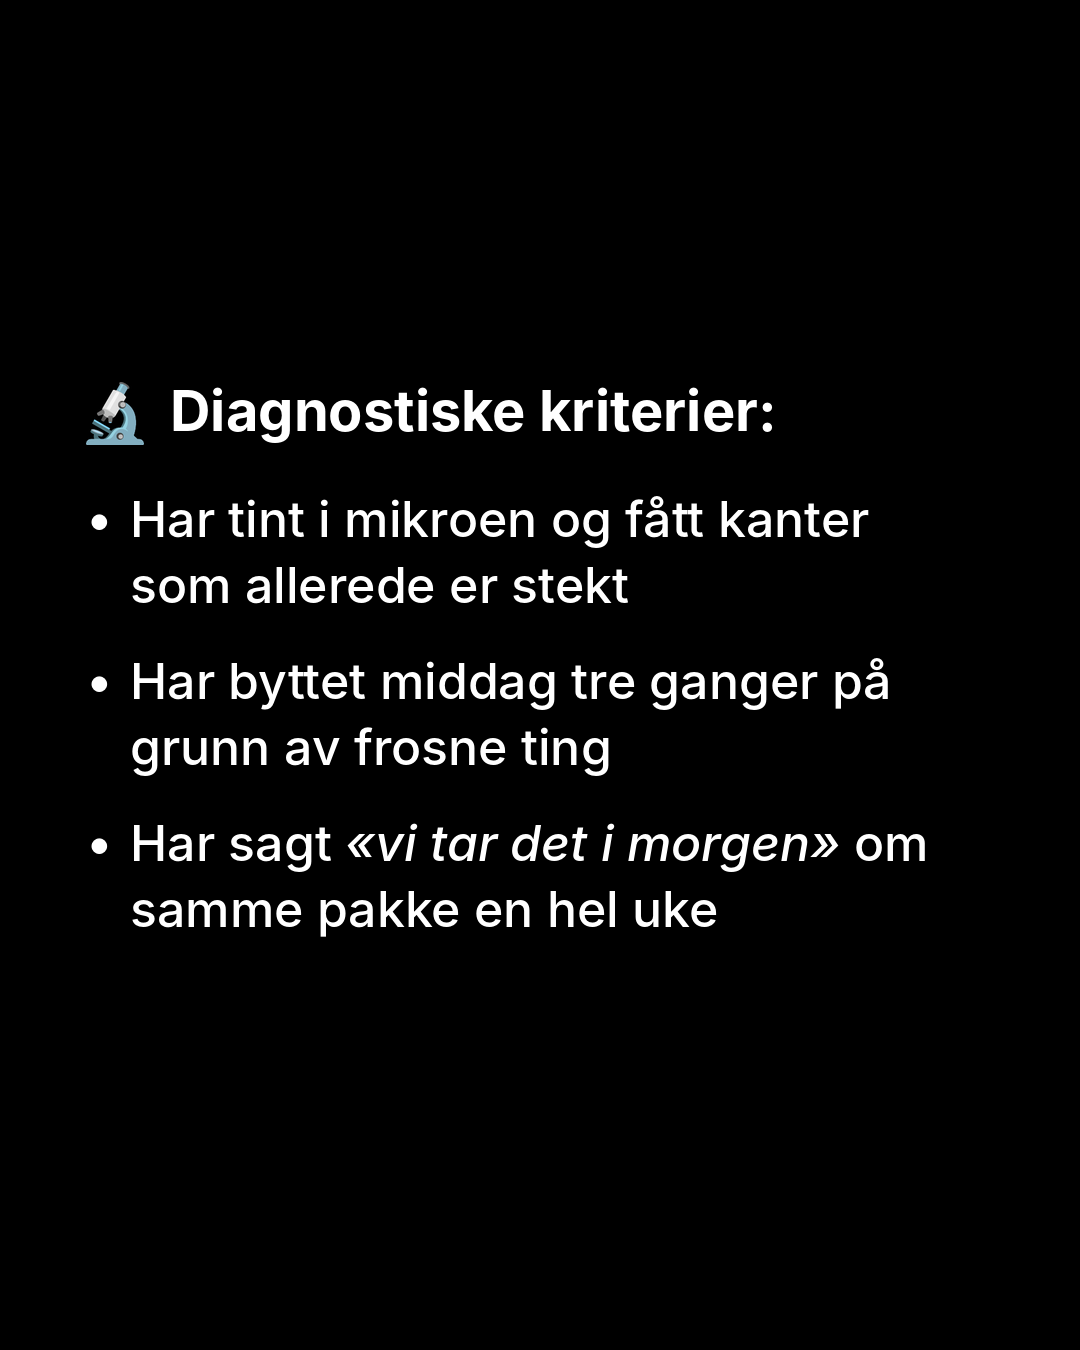 🔬 Diagnostiske kriterier:
• Har tint i mikroen og fått kanter
som allerede er stekt
• Har byttet middag tre ganger på
grunn av frosne ting
• Har sagt «vi tar det i morgen» om
samme pakke en hel uke